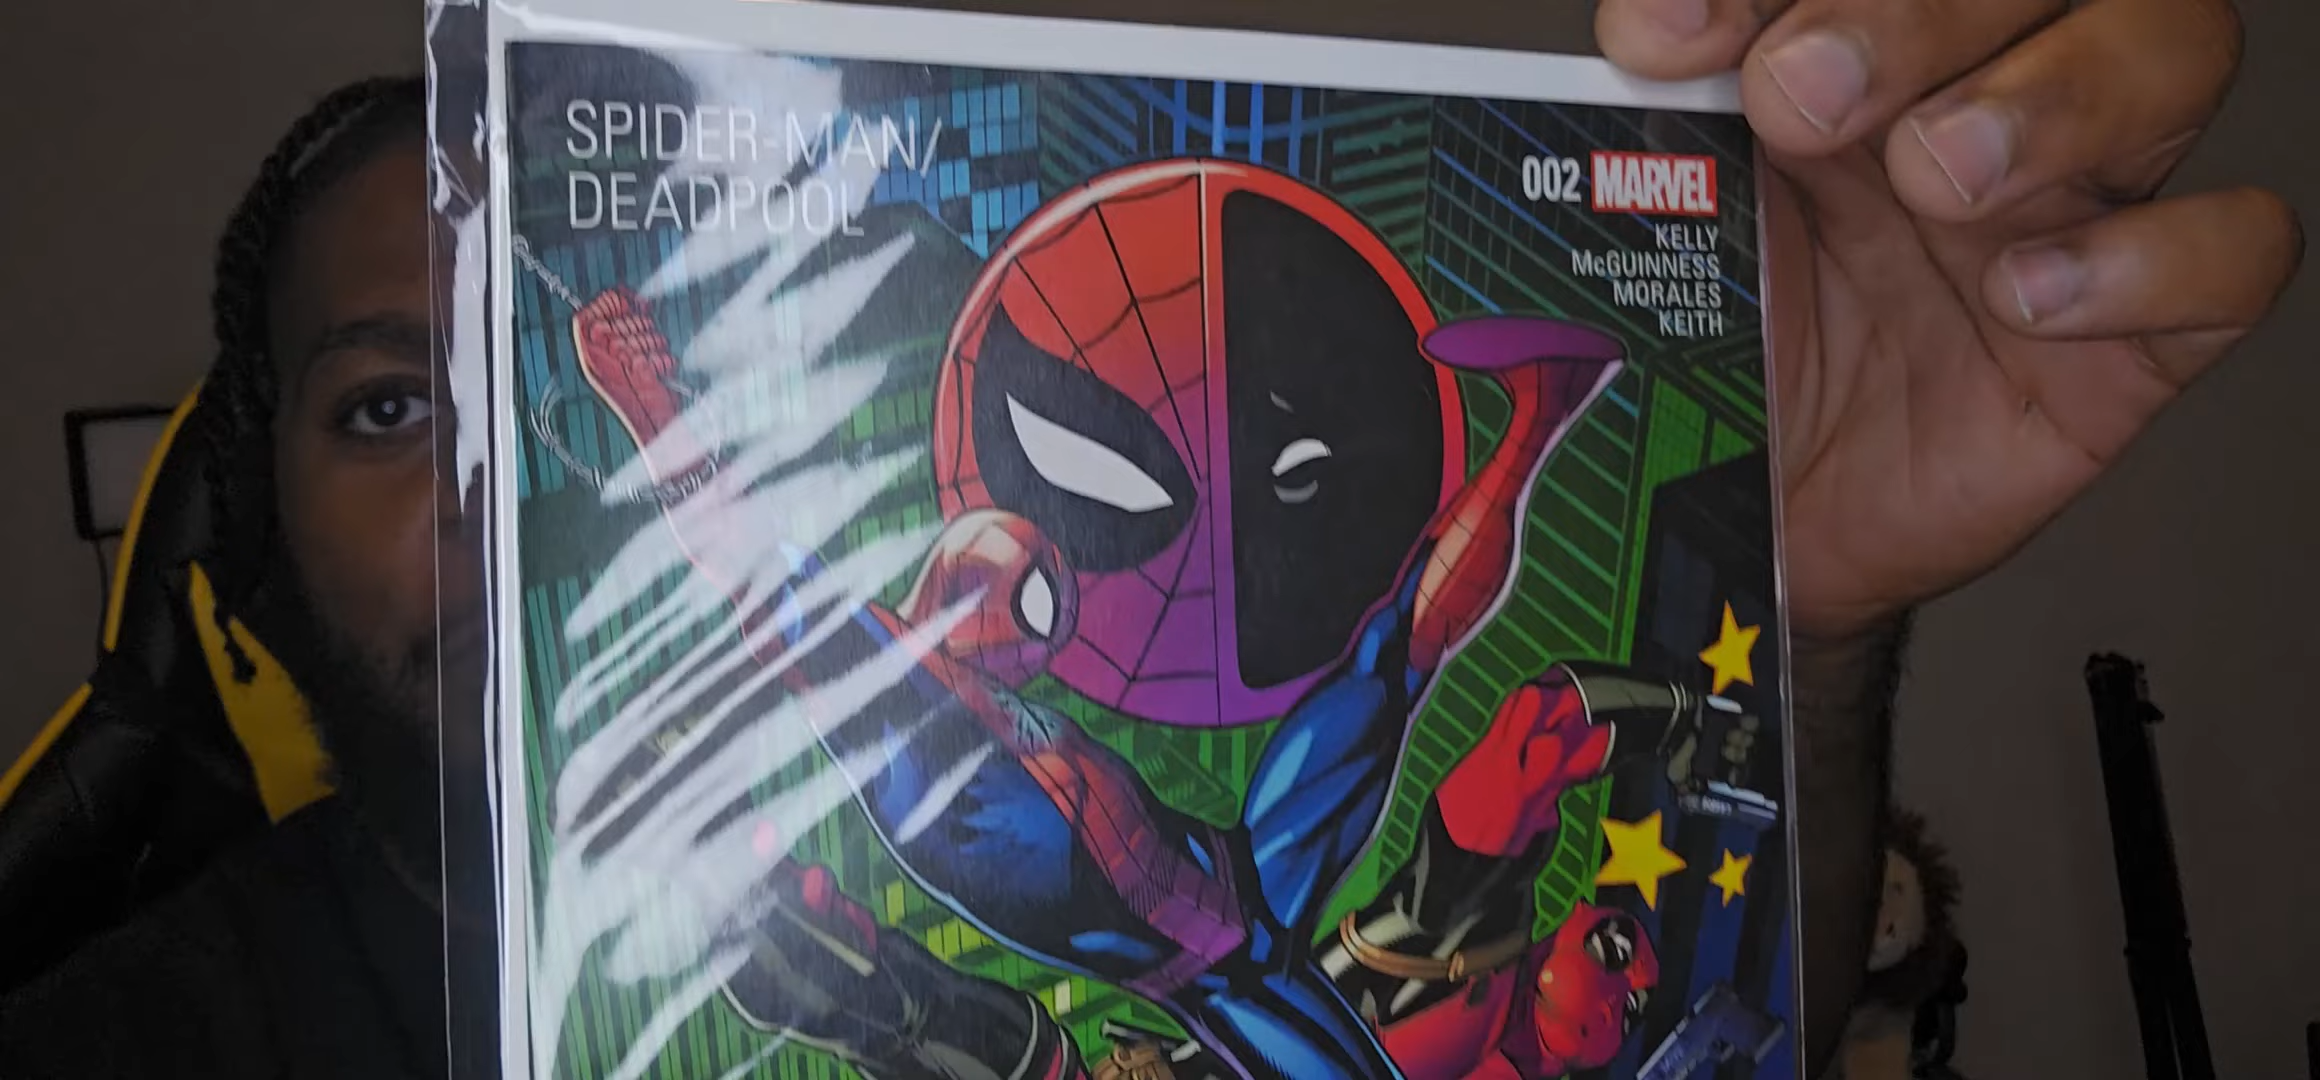 SPIDER-MAN/
DEADPOOL
002 MARVEL
KELLY
McGUINNESS
MORALES
KEITH